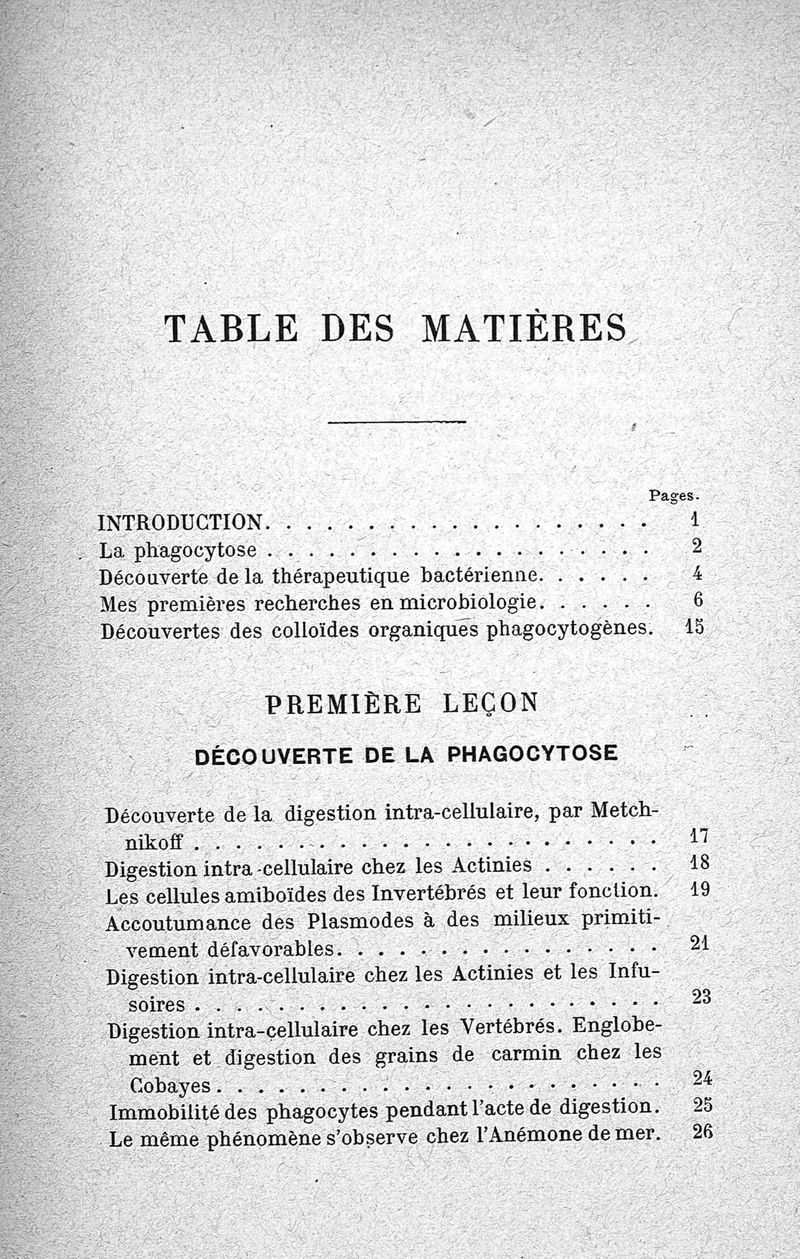 TABLE DES MATIÈRES
Pages.
INTRODUCTION. . . . . . . . . . . . . . . . . . . 1
La phagocytose . . . . . . . . . . . . . . . . . . . 2
Découverte de la thérapeutique bactérienne. . . . . . 4
Mes premières recherches en microbiologie. . . . . . 6
Découvertes des colloïdes organiques phagocytogènes. 15
PREMIÈRE LEÇON
DÉCOUVERTE DE LA PHAGOCYTOSE
Découverte de la digestion intra-cellulaire, par Metch-
nikoff . . . . . . . . . . . . . . . . . . . . . . . 17
Digestion intra-cellulaire chez les Actinies . . . . . . 18
Les cellules amiboïdes des Invertébrés et leur fonction. 19
Accoutumance des Plasmodes à des milieux primiti-
vement défavorables. . . . . . . . . . . . . . . . 21
Digestion intra-cellulaire chez les Actinies et les Infu-
soires . . . . . . . . . . . . . . . . . . . . . . . 23
Digestion intra-cellulaire chez les Vertébrés. Englobe-
ment et digestion des grains de carmin chez les
Cobayes . . . . . . . . . . . . . . . . . . . . . . 24
Immobilité des phagocytes pendant l'acte de digestion. 25
Le même phénomène s'observe chez l'Anémone de mer. 26